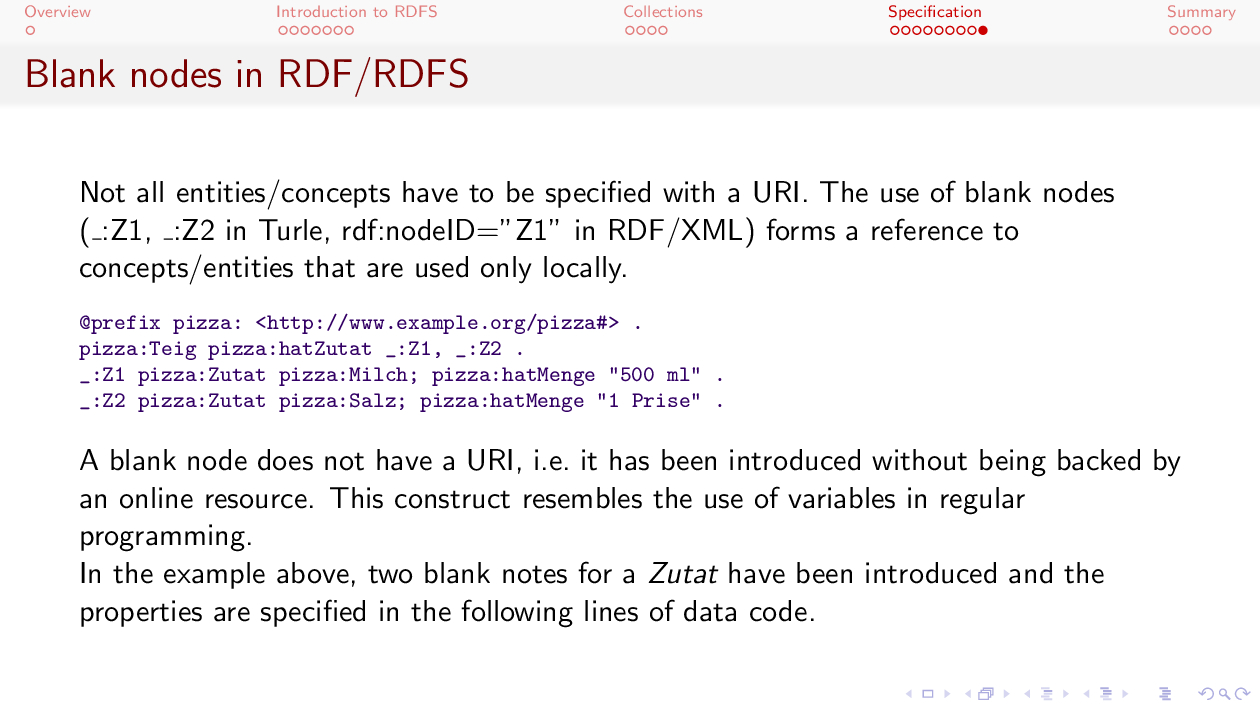 Overview
Introduction to RDFS
Collections
Specification
Summary
Blank nodes in RDF/RDFS
Not all entities/concepts have to be specified with a URI. The use of blank nodes
(_:Z1, _:Z2 in Turle, rdf:nodeID=”Z1” in RDF/XML) forms a reference to
concepts/entities that are used only locally.
@prefix pizza: <http://www.example.org/pizza#> .
pizza:Teig pizza:hatZutat _:Z1, _:Z2 .
_:Z1 pizza:Zutat pizza:Milch; pizza:hatMenge "500 ml" .
_:Z2 pizza:Zutat pizza:Salz; pizza:hatMenge "1 Prise" .
A blank node does not have a URI, i.e. it has been introduced without being backed by
an online resource. This construct resembles the use of variables in regular
programming.
In the example above, two blank notes for a Zutat have been introduced and the
properties are specified in the following lines of data code.